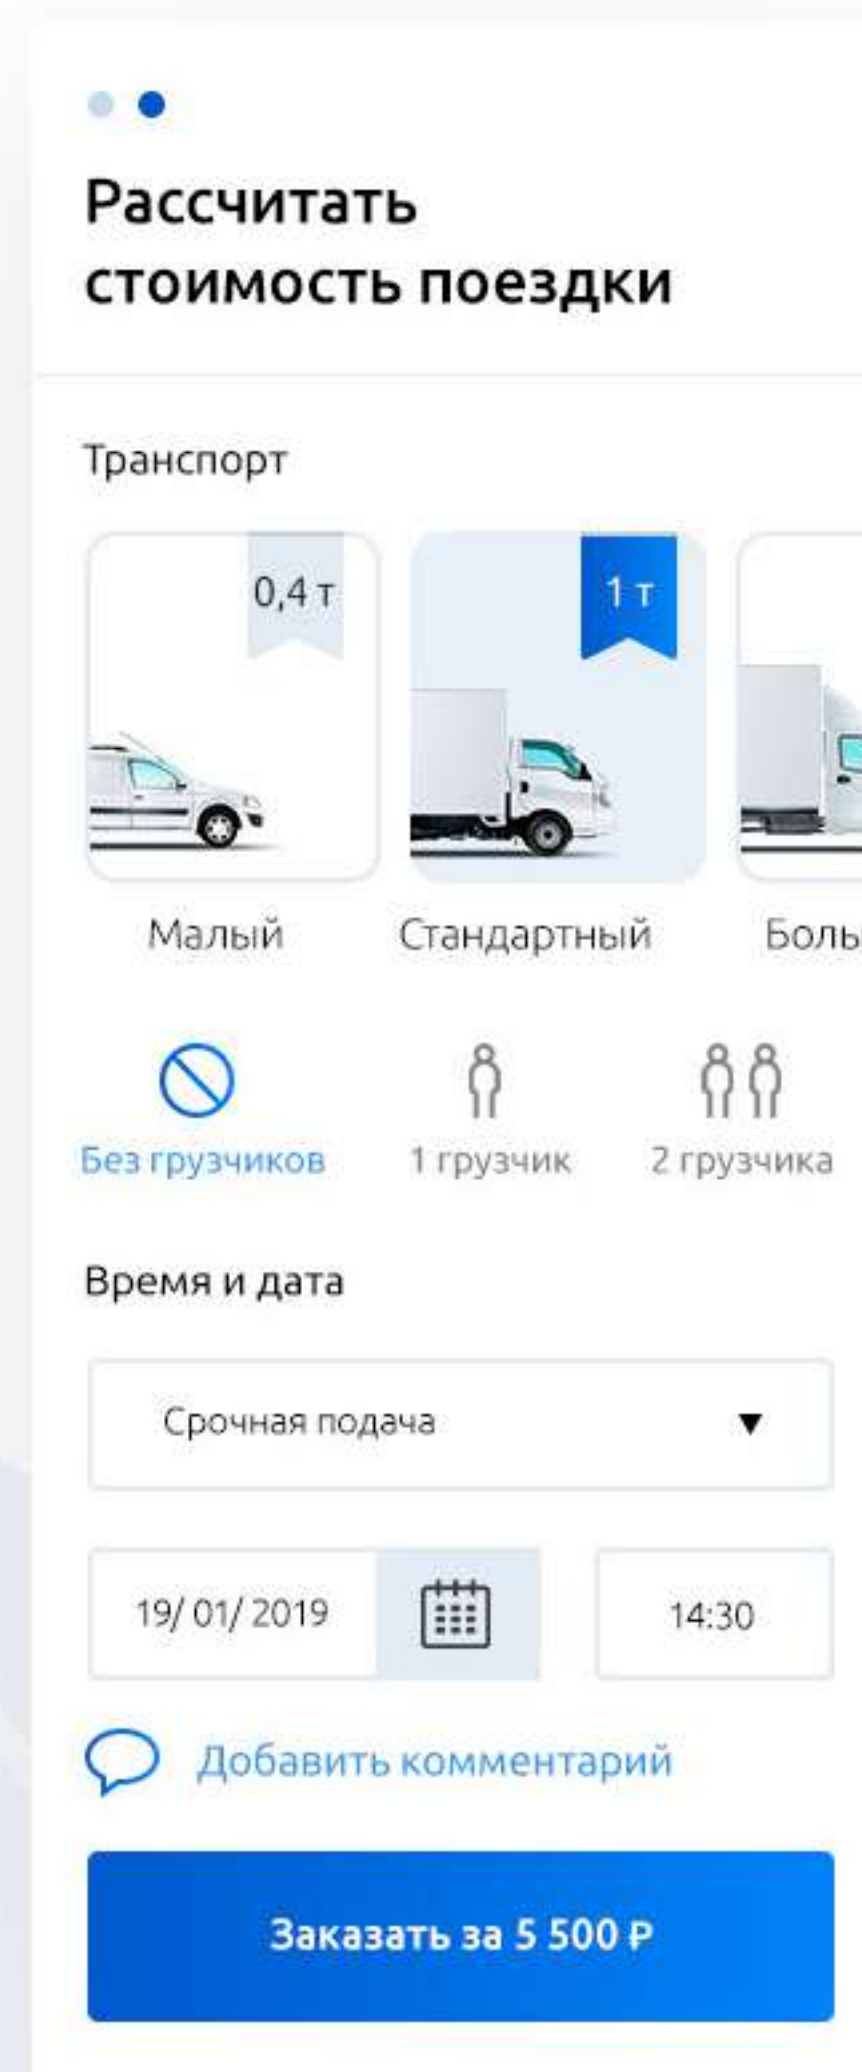 Рассчитать
стоимость поездки
Транспорт
0,4 т
1 т
Малый
Стандартный
Боль
Без грузчиков
1 грузчик
2 грузчика
Время и дата
Срочная подача
19/ 01/ 2019
14:30
Добавить комментарий
Заказать за 5 500 ₽